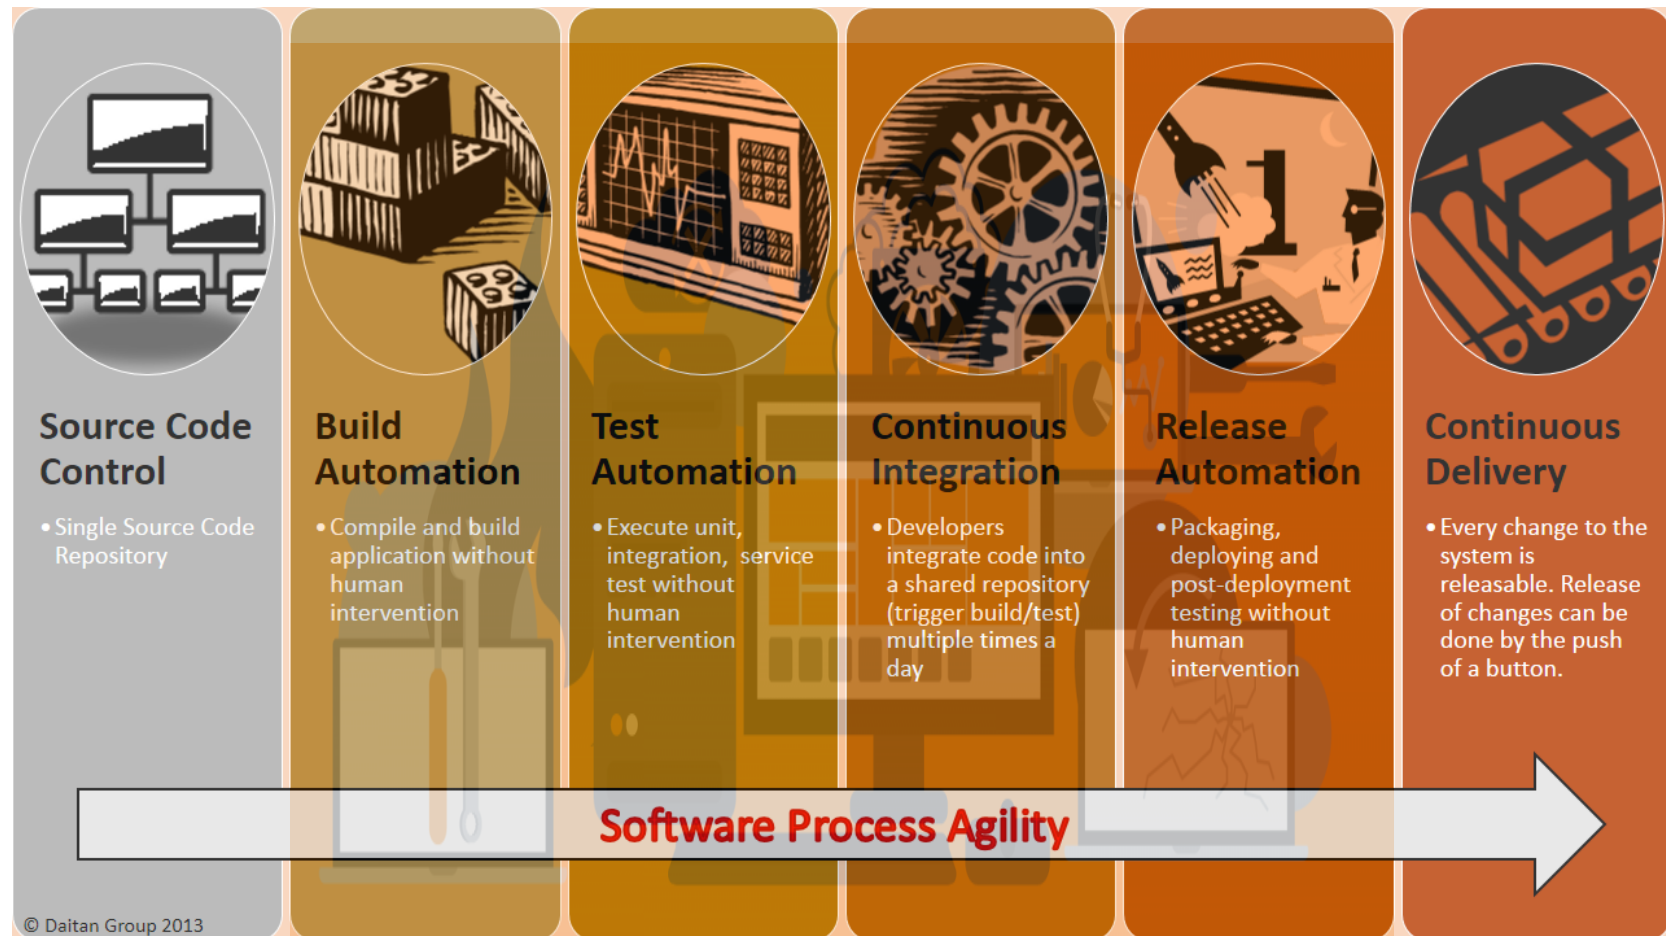 Source Code
Control
• Single Source Code
Repository
Build
Automation
• Compile and build
application without
human
intervention
Test
Automation
• Execute unit,
integration, service
test without
human
intervention
Continuous
Integration
• Developers
integrate code into
a shared repository
(trigger build/test)
multiple times a
day
Release
Automation
• Packaging,
deploying and
post-deployment
testing without
human
intervention
Continuous
Delivery
• Every change to the
system is
releasable. Release
of changes can be
done by the push
of a button.
Software Process Agility
© Daitan Group 2013